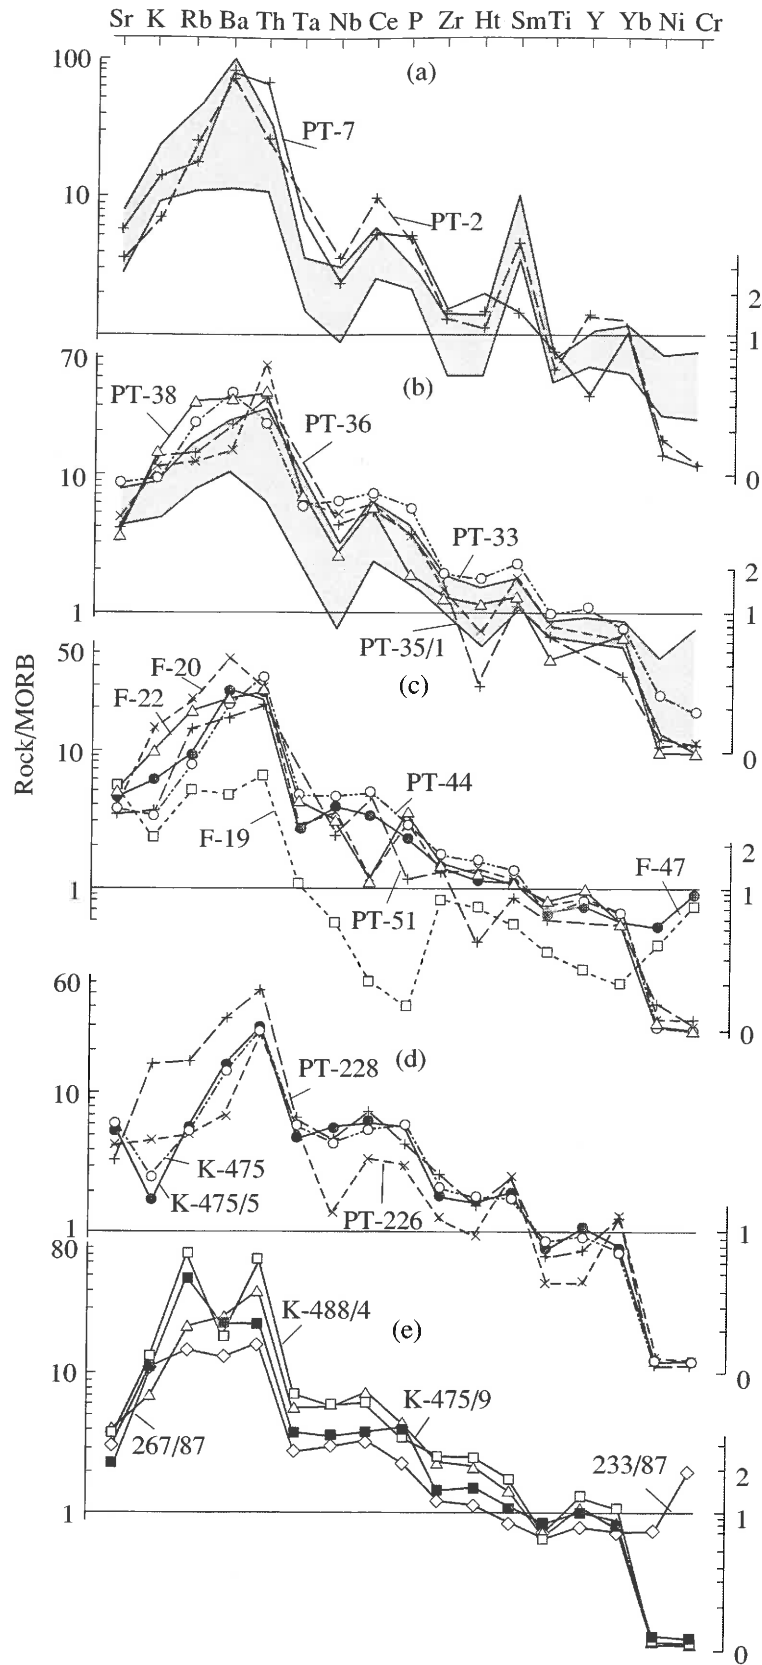 Sr K Rb Ba Th Ta Nb Ce P Zr Ht Sm Ti Y Yb Ni Cr
100
(a)
PT-7
10
PT-2
2
1
70
(b)
PT-38
PT-36
10
0
PT-33
2
1
1
PT-35/1
50
(c)
F-20
F-22
Rock/MORB
10
0
PT-44
F-19
2
F-47
1
1
PT-51
60
0
(d)
PT-228
10
K-475
K-475/5
PT-226
1
1
80
(e)
K-488/4
10
0
K-475/9
267/87
233/87
2
1
1
0